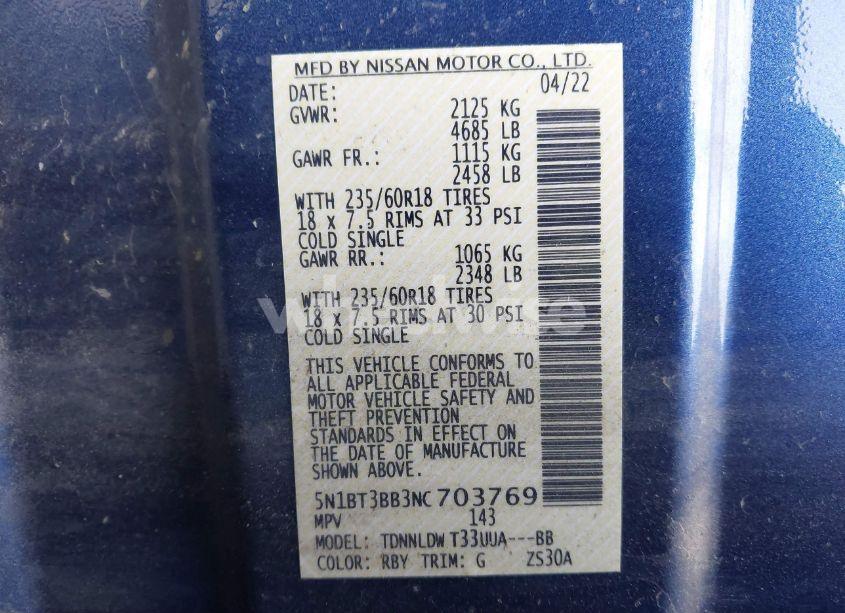 MFD BY NISSAN MOTOR CO., LTD.
DATE: 04/22
GVWR: 2125 KG
4685 LB
GAWR FR.: 1115 KG
2458 LB
WITH 235/60R18 TIRES
18 x 7.5 RIMS AT 33 PSI
COLD SINGLE
GAWR RR.: 1065 KG
2348 LB
WITH 235/60R18 TIRES
18 x 7.5 RIMS AT 30 PSI
COLD SINGLE
THIS VEHICLE CONFORMS TO
ALL APPLICABLE FEDERAL
MOTOR VEHICLE SAFETY AND
THEFT PREVENTION
STANDARDS IN EFFECT ON
THE DATE OF MANUFACTURE
SHOWN ABOVE.
5N1BT3BB3NC703769
MPV 143
MODEL: TDNNLDW T33UUA---BB
COLOR: RBY TRIM: G ZS30A